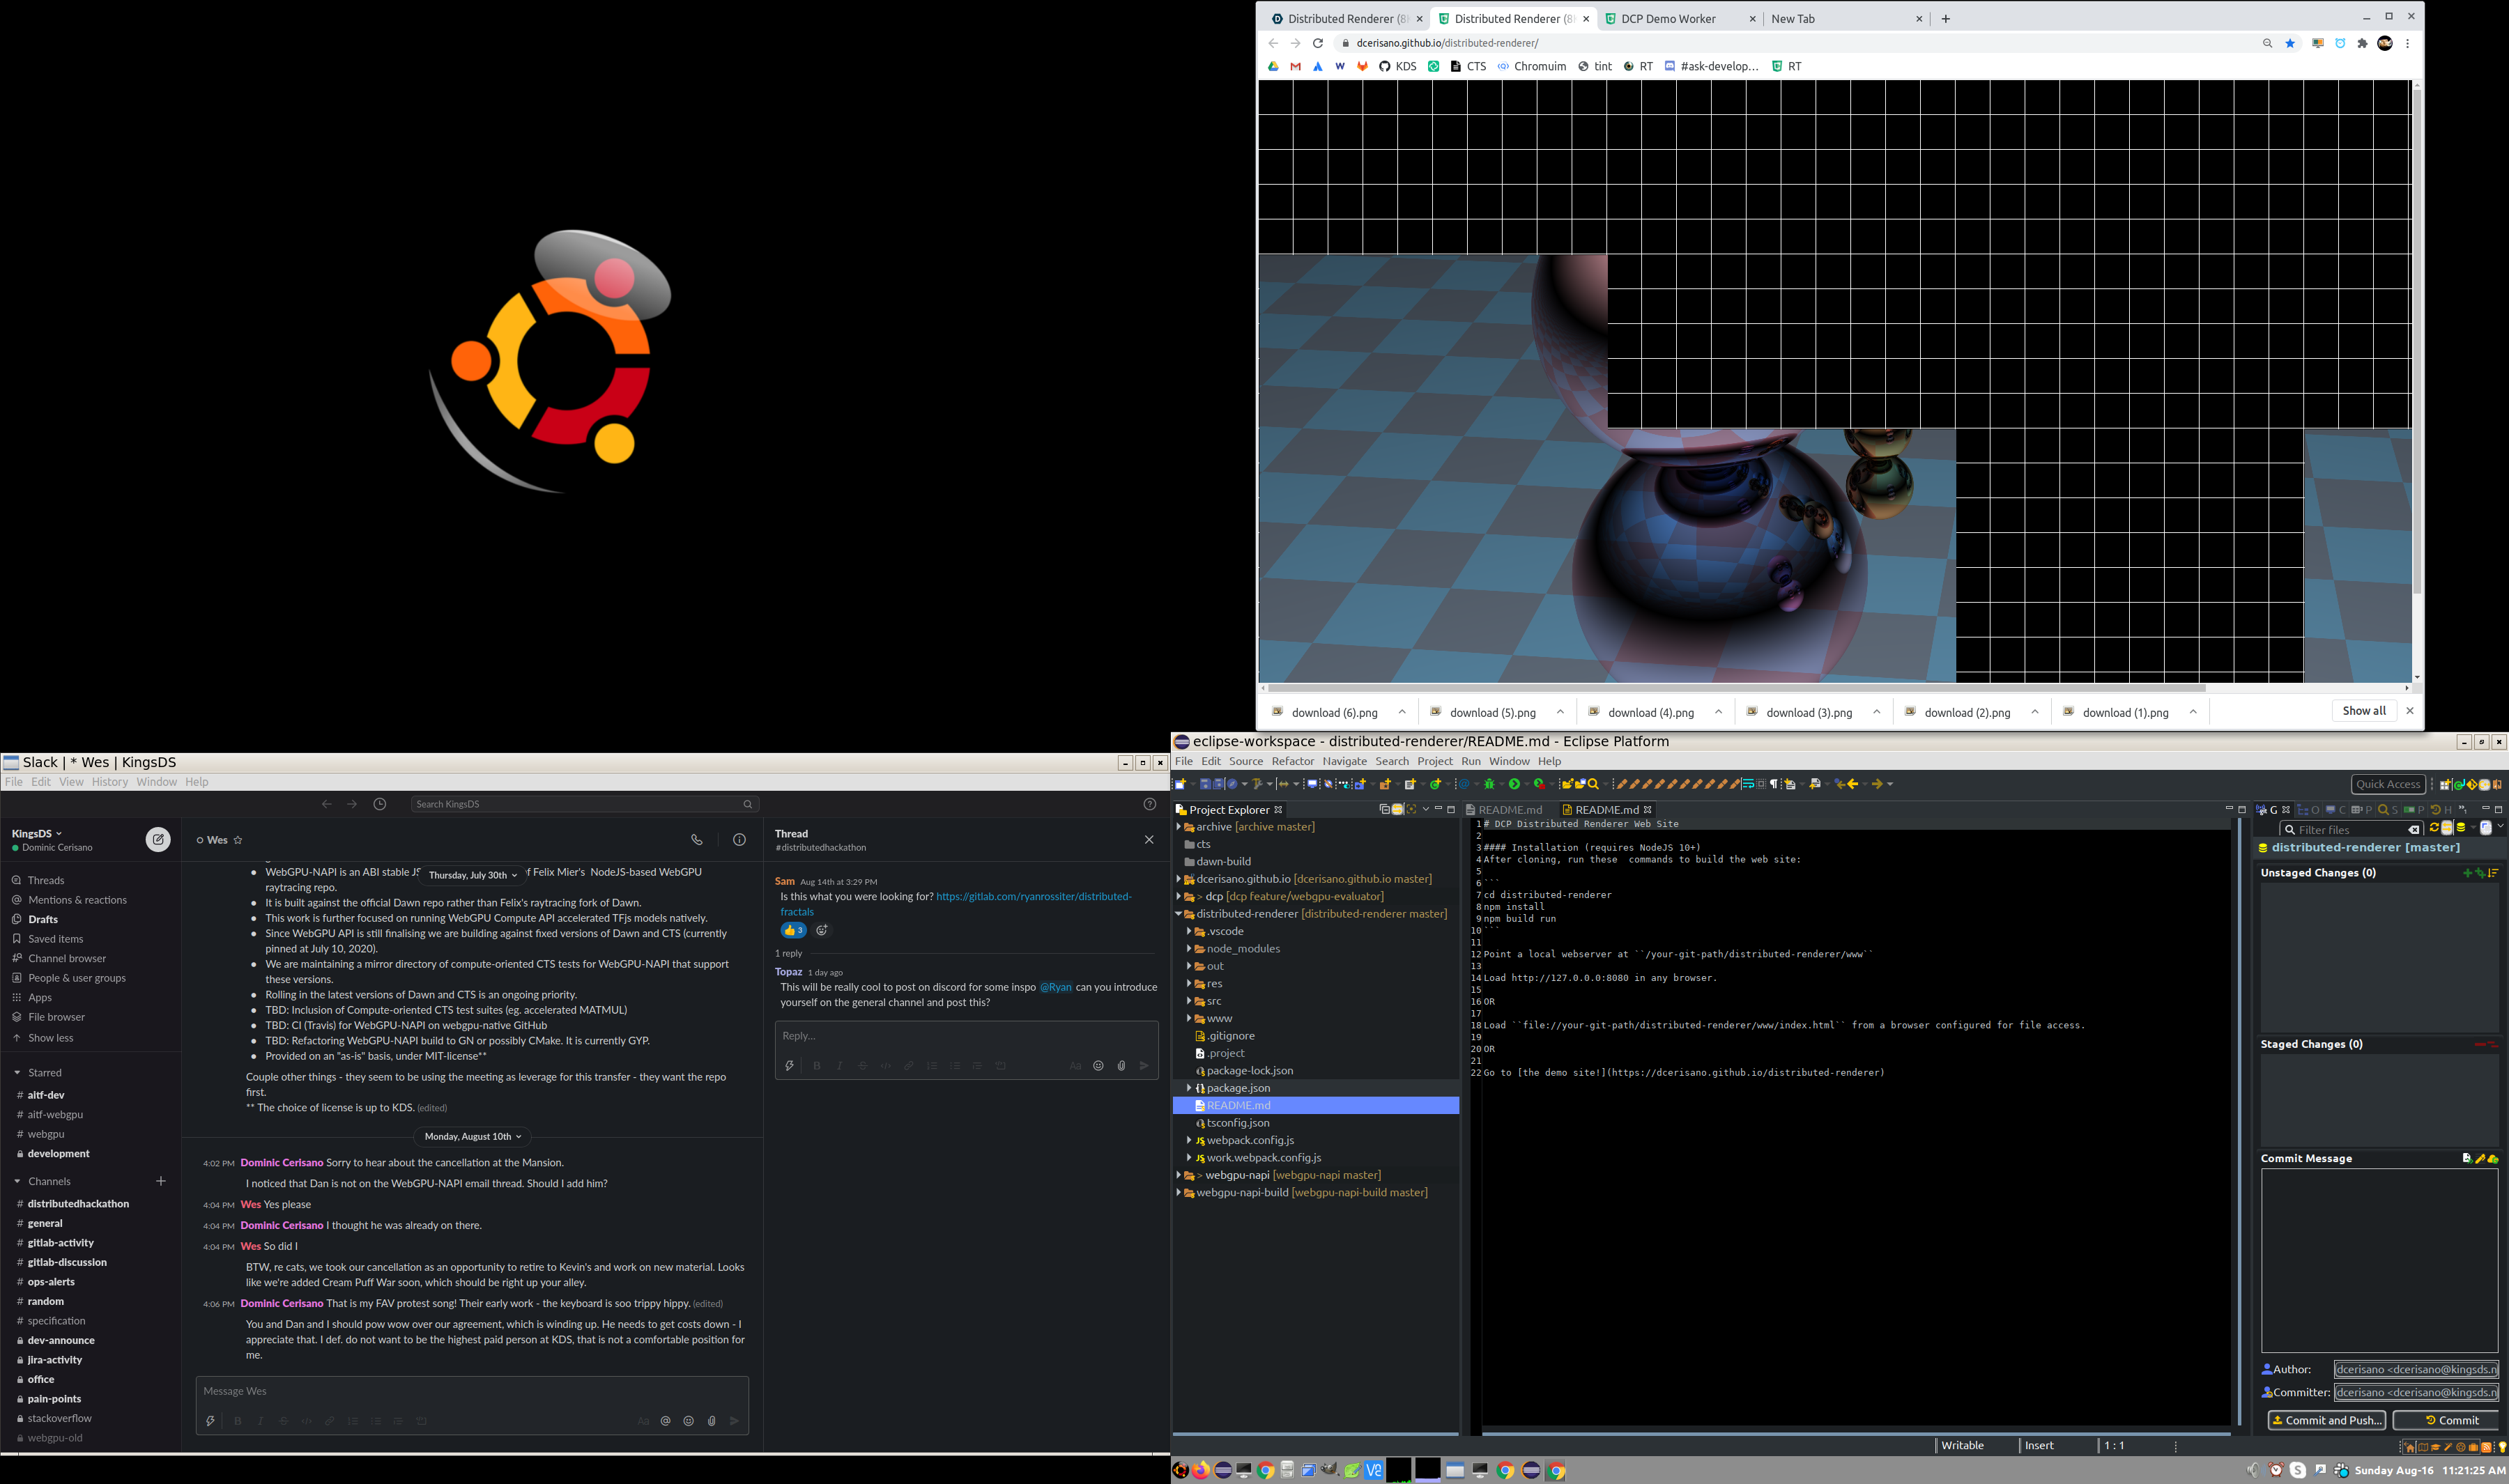 Distributed Renderer (8
Distributed Renderer (8
DCP Demo Worker
New Tab
dcerisano.github.io/distributed-renderer/
KDS
CTS
Chromuim
tint
RT
#ask-develop...
RT
download (6).png
download (5).png
download (4).png
download (3).png
download (2).png
download (1).png
Show all
Slack | * Wes | KingsDS
File Edit View History Window Help
Search KingsDS
KingsDS
Dominic Cerisano
Threads
Mentions & reactions
Drafts
Saved items
Channel browser
People & user groups
Apps
File browser
Show less
Starred
# aitf-dev
# aitf-webgpu
# webgpu
development
Channels
# distributedhackathon
# general
# gitlab-activity
# gitlab-discussion
# ops-alerts
# random
# specification
dev-announce
jira-activity
office
pain-points
stackoverflow
webgpu-old
Wes
Thursday, July 30th
• WebGPU-NAPI is an ABI stable JS
f Felix Mier's NodeJS-based WebGPU
raytracing repo.
• It is built against the official Dawn repo rather than Felix's raytracing fork of Dawn.
• This work is further focused on running WebGPU Compute API accelerated TFjs models natively.
• Since WebGPU API is still finalising we are building against fixed versions of Dawn and CTS (currently
pinned at July 10, 2020).
• We are maintaining a mirror directory of compute-oriented CTS tests for WebGPU-NAPI that support
these versions.
• Rolling in the latest versions of Dawn and CTS is an ongoing priority.
• TBD: Inclusion of Compute-oriented CTS test suites (eg. accelerated MATMUL)
• TBD: CI (Travis) for WebGPU-NAPI on webgpu-native GitHub
• TBD: Refactoring WebGPU-NAPI build to GN or possibly CMake. It is currently GYP.
• Provided on an "as-is" basis, under MIT-license**
Couple other things - they seem to be using the meeting as leverage for this transfer - they want the repo
first.
** The choice of license is up to KDS. (edited)
Monday, August 10th
4:02 PM Dominic Cerisano Sorry to hear about the cancellation at the Mansion.
I noticed that Dan is not on the WebGPU-NAPI email thread. Should I add him?
4:04 PM Wes Yes please
4:04 PM Dominic Cerisano I thought he was already on there.
4:04 PM Wes So did I
BTW, re cats, we took our cancellation as an opportunity to retire to Kevin's and work on new material. Looks
like we're added Cream Puff War soon, which should be right up your alley.
4:06 PM Dominic Cerisano That is my FAV protest song! Their early work - the keyboard is soo trippy hippy. (edited)
You and Dan and I should pow wow over our agreement, which is winding up. He needs to get costs down - I
appreciate that. I def. do not want to be the highest paid person at KDS, that is not a comfortable position for
me.
Message Wes
Thread
#distributedhackathon
Sam Aug 14th at 3:29 PM
Is this what you were looking for? https://gitlab.com/ryanrossiter/distributed-
fractals
3
1 reply
Topaz 1 day ago
This will be really cool to post on discord for some inspo @Ryan can you introduce
yourself on the general channel and post this?
Reply...
eclipse-workspace - distributed-renderer/README.md - Eclipse Platform
File Edit Source Refactor Navigate Search Project Run Window Help
Quick Access
Project Explorer
archive [archive master]
cts
dawn-build
dcerisano.github.io [dcerisano.github.io master]
> dcp [dcp feature/webgpu-evaluator]
distributed-renderer [distributed-renderer master]
.vscode
node_modules
out
res
src
www
.gitignore
.project
package-lock.json
package.json
README.md
tsconfig.json
webpack.config.js
work.webpack.config.js
> webgpu-napi [webgpu-napi master]
webgpu-napi-build [webgpu-napi-build master]
README.md
README.md
1 # DCP Distributed Renderer Web Site
2
3 #### Installation (requires NodeJS 10+)
4 After cloning, run these  commands to build the web site:
5
6 ```
7 cd distributed-renderer
8 npm install
9 npm build run
10 ```
11
12 Point a local webserver at ``/your-git-path/distributed-renderer/www``
13
14 Load http://127.0.0.0:8080 in any browser.
15
16 OR
17
18 Load ``file://your-git-path/distributed-renderer/www/index.html`` from a browser configured for file access.
19
20 OR
21
22 Go to [the demo site!](https://dcerisano.github.io/distributed-renderer)
Filter files
distributed-renderer [master]
Unstaged Changes (0)
Staged Changes (0)
Commit Message
Author: dcerisano <dcerisano@kingsds.n
Committer: dcerisano <dcerisano@kingsds.n
Commit and Push...
Commit
Writable
Insert
1 : 1
Sunday Aug-16 11:21:25 AM